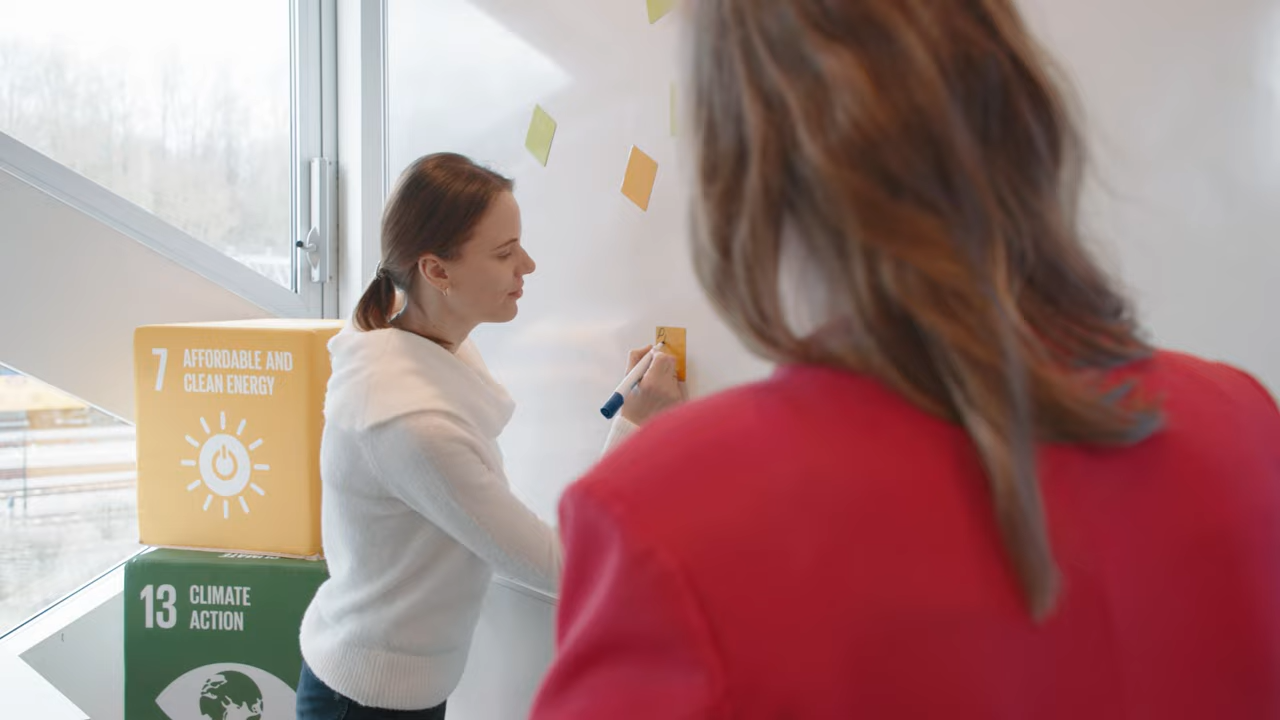 7
AFFORDABLE AND
CLEAN ENERGY
13
CLIMATE
ACTION